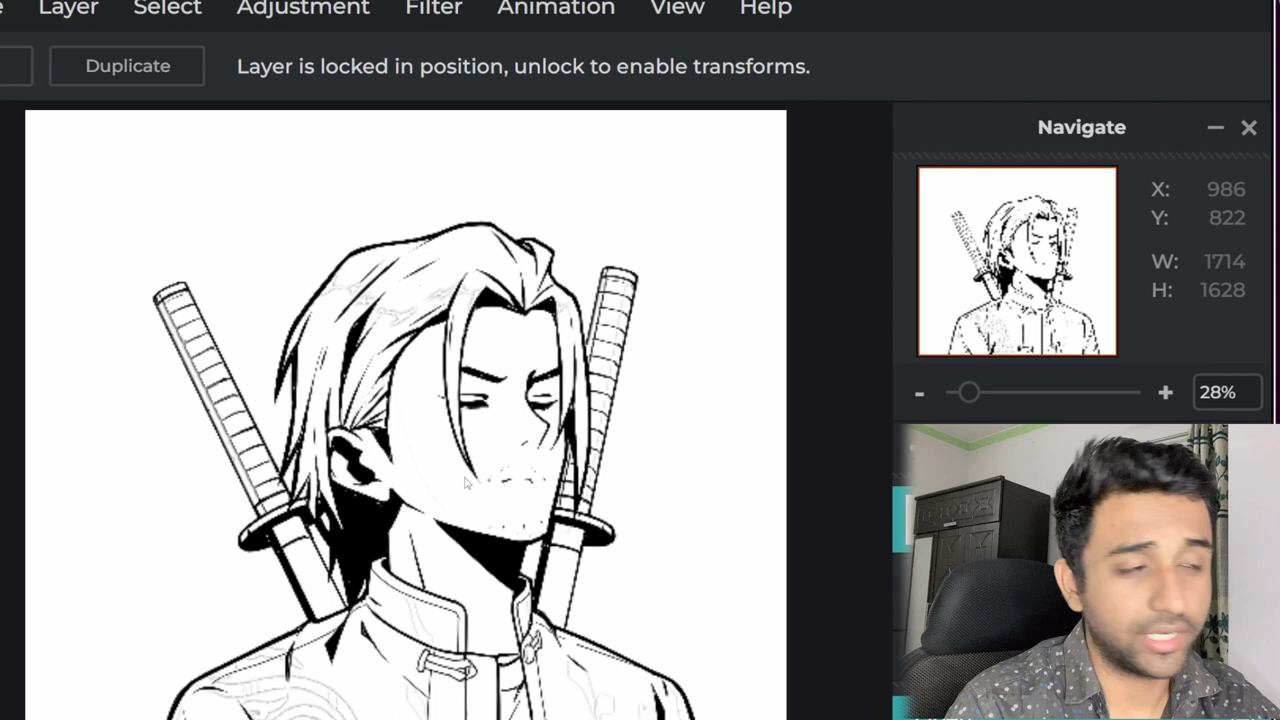 Layer Select Adjustment Filter Animation View Help
Duplicate Layer is locked in position, unlock to enable transforms.
Navigate
X: 986
Y: 822
W: 1714
H: 1628
- + 28%